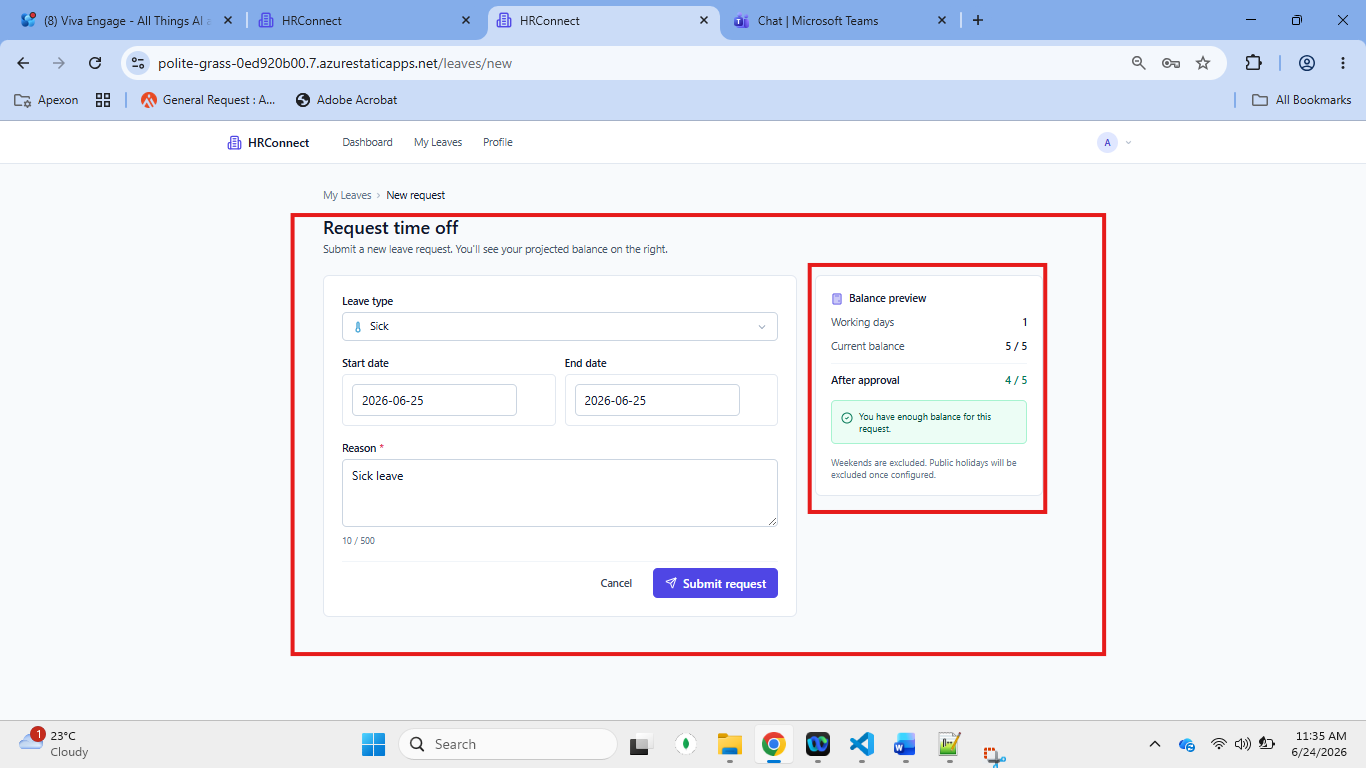 (8) Viva Engage - All Things AI a
HRConnect
HRConnect
Chat | Microsoft Teams
polite-grass-0ed920b00.7.azurestaticapps.net/leaves/new
Apexon
General Request : A...
Adobe Acrobat
All Bookmarks
HRConnect
Dashboard
My Leaves
Profile
A
My Leaves › New request
Request time off
Submit a new leave request. You'll see your projected balance on the right.
Leave type
Sick
Start date
End date
2026-06-25
2026-06-25
Reason *
Sick leave
10 / 500
Cancel
Submit request
Balance preview
Working days 1
Current balance 5 / 5
After approval 4 / 5
You have enough balance for this
request.
Weekends are excluded. Public holidays will be
excluded once configured.
1
23°C
Cloudy
Search
11:35 AM
6/24/2026